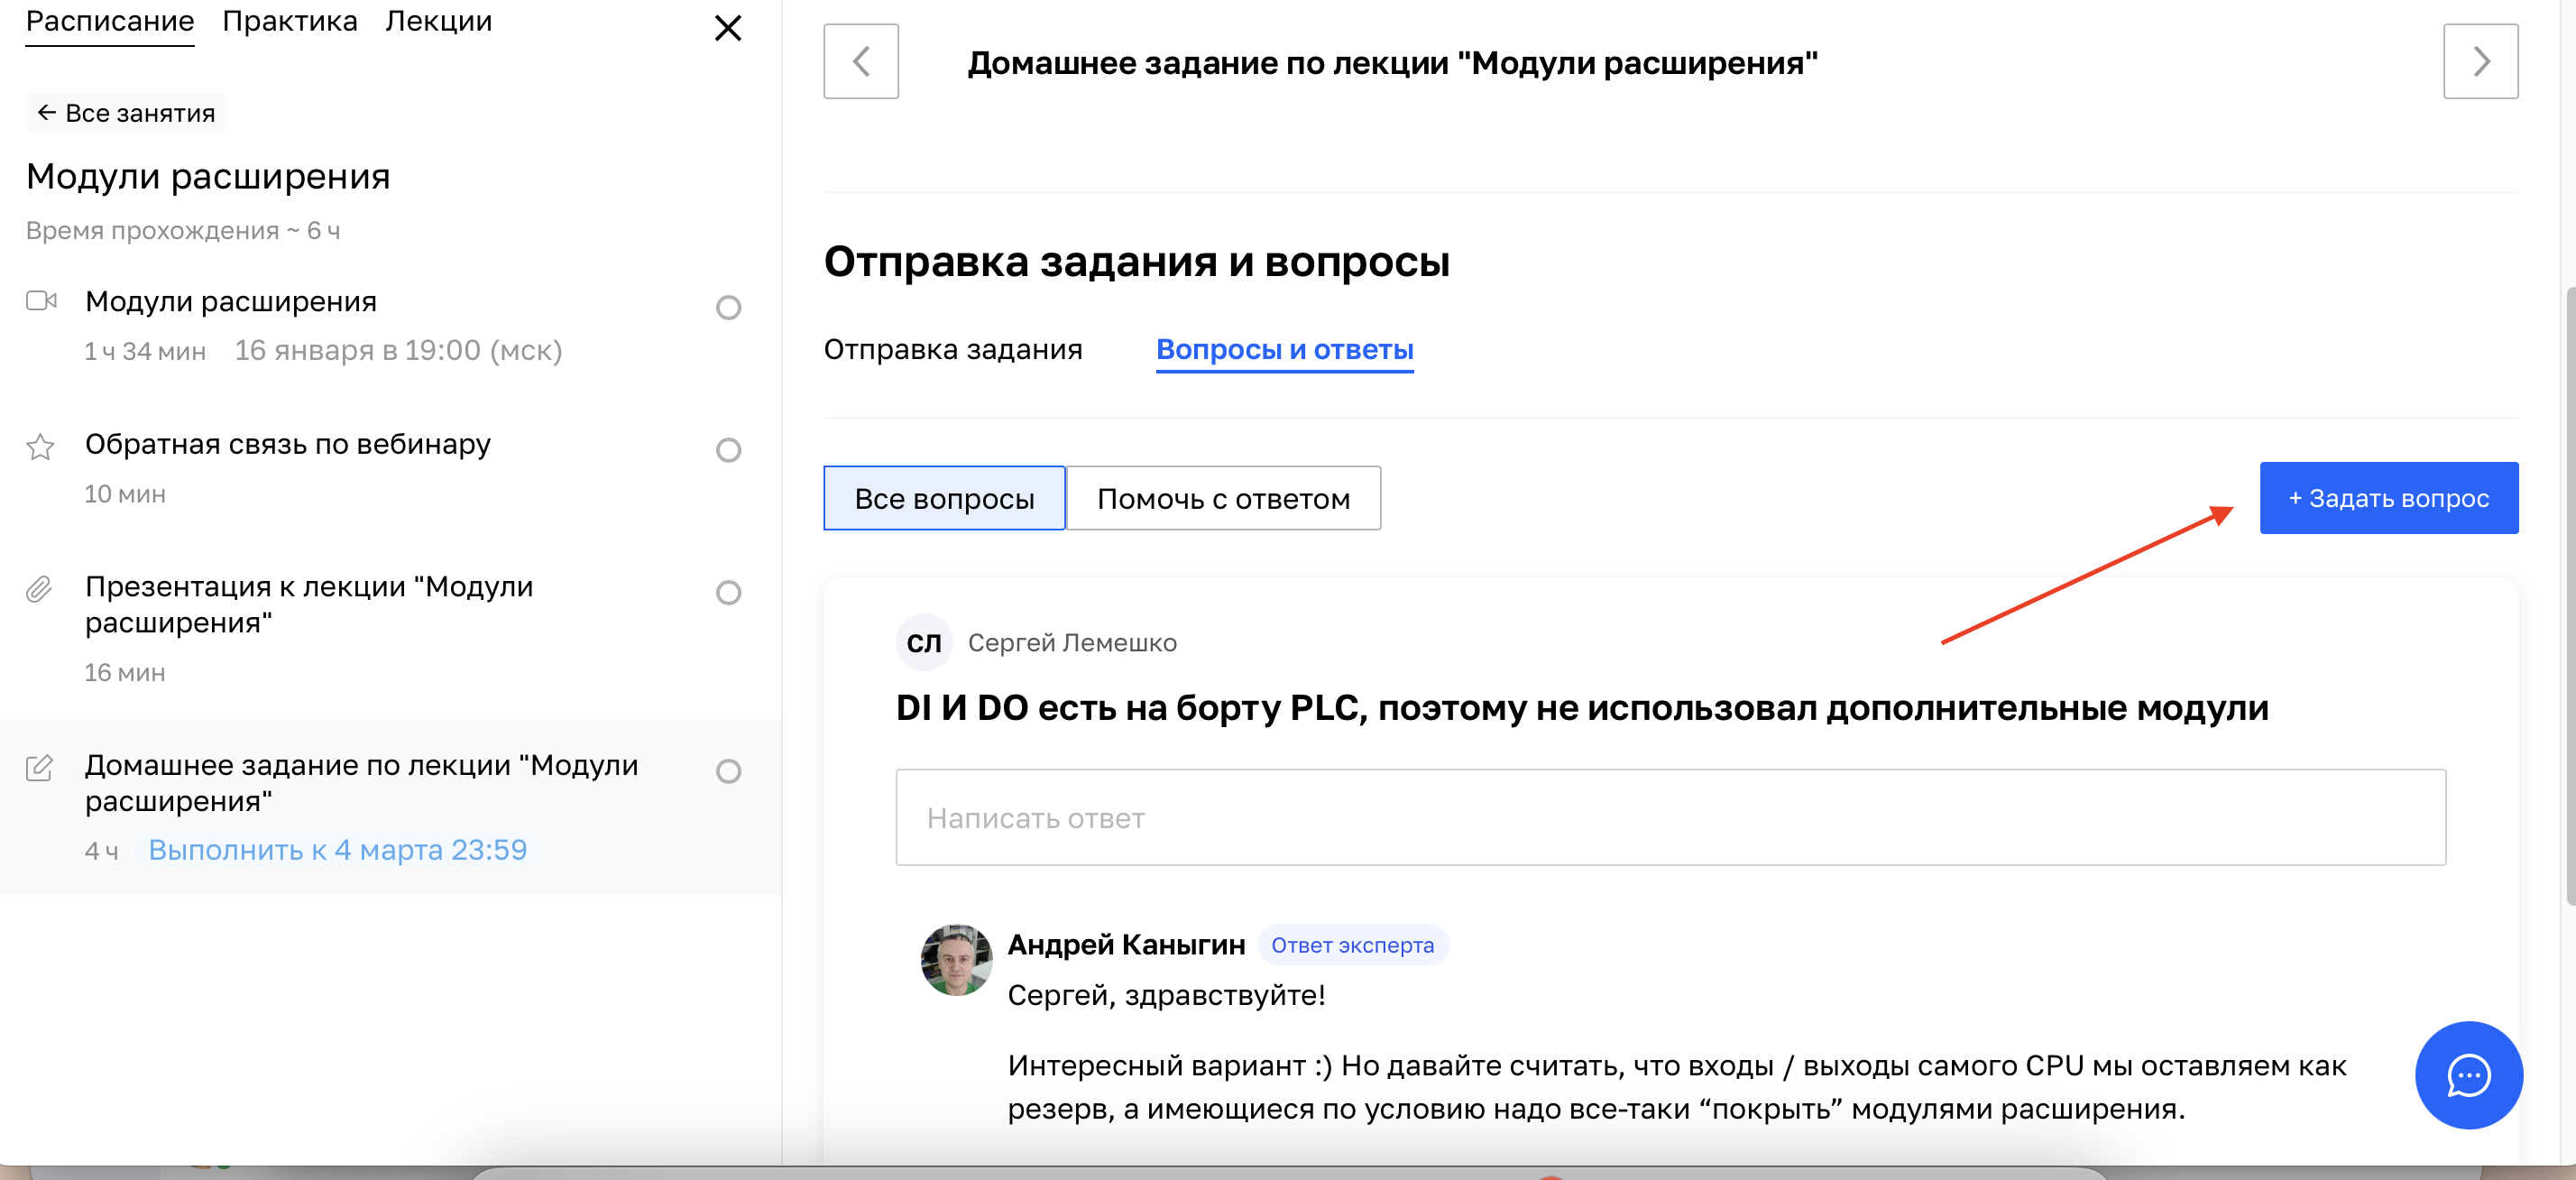 Расписание Практика Лекции
← Все занятия
Модули расширения
Время прохождения ~ 6 ч
Модули расширения
1 ч 34 мин 16 января в 19:00 (мск)
Обратная связь по вебинару
10 мин
Презентация к лекции "Модули
расширения"
16 мин
Домашнее задание по лекции "Модули
расширения"
4 ч Выполнить к 4 марта 23:59
Домашнее задание по лекции "Модули расширения"
Отправка задания и вопросы
Отправка задания Вопросы и ответы
Все вопросы Помочь с ответом + Задать вопрос
СЛ Сергей Лемешко
DI И DO есть на борту PLC, поэтому не использовал дополнительные модули
Написать ответ
Андрей Каныгин Ответ эксперта
Сергей, здравствуйте!
Интересный вариант :) Но давайте считать, что входы / выходы самого CPU мы оставляем как
резерв, а имеющиеся по условию надо все-таки “покрыть” модулями расширения.